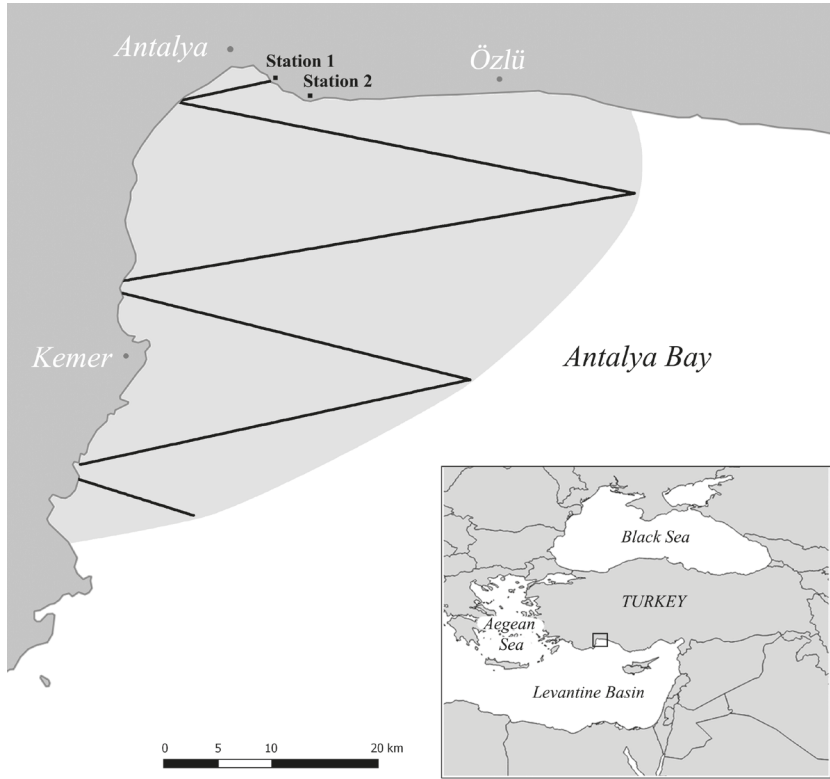 Antalya
Özlü
Station 1
Station 2
Kemer
Antalya Bay
Black Sea
TURKEY
Aegean
Sea
Levantine Basin
0 5 10 20 km